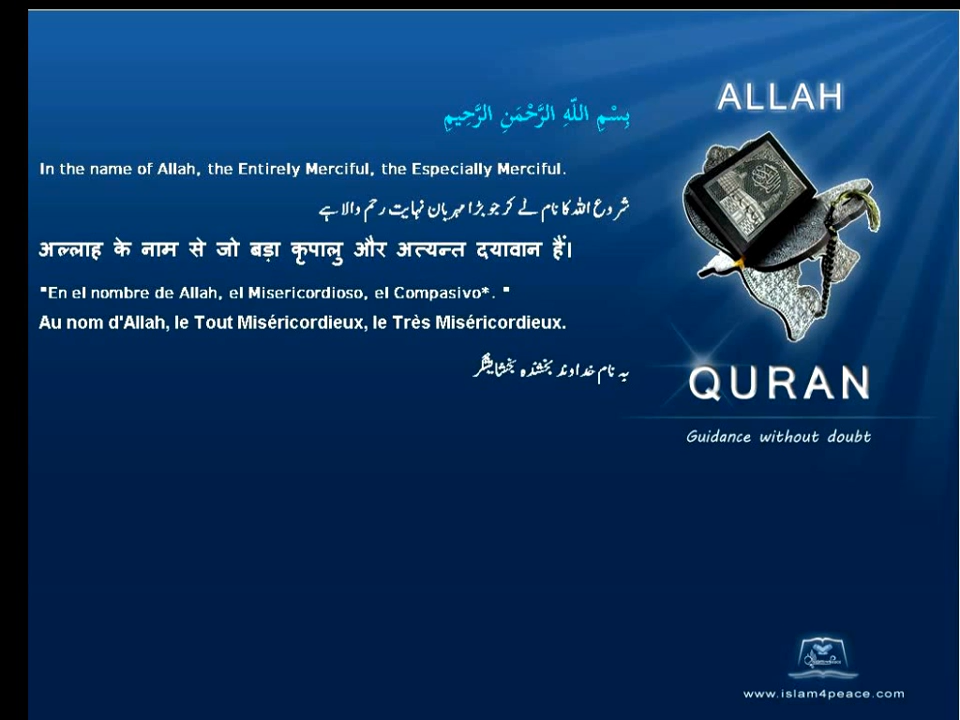 بِسْمِ اللّهِ الرَّحْمَنِ الرَّحِيمِ
In the name of Allah, the Entirely Merciful, the Especially Merciful.
شروع الله کا نام لے کر جو بڑا مہربان نہایت رحم والا ہے
अल्लाह के नाम से जो बड़ा कृपालु और अत्यन्त दयावान हैं।
"En el nombre de Allah, el Misericordioso, el Compasivo*. "
Au nom d'Allah, le Tout Miséricordieux, le Très Miséricordieux.
به نام خداوند بخشنده بخشایشگر
ALLAH
QURAN
Guidance without doubt
www.islam4peace.com